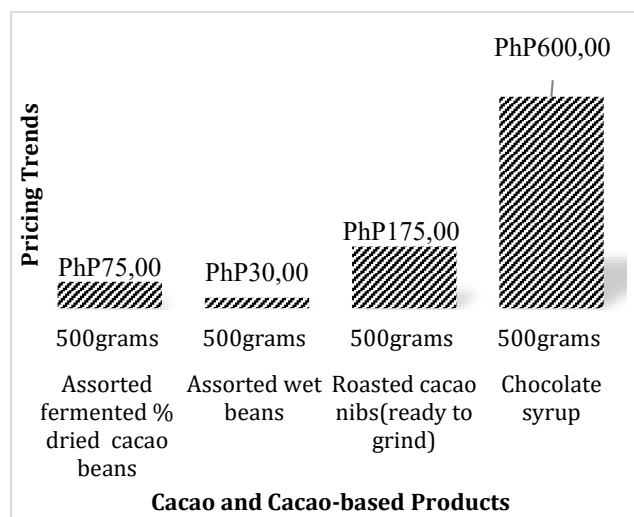 PhP600,00
PhP175,00
PhP75,00
PhP30,00
Pricing Trends
500grams
500grams
500grams
500grams
Assorted
fermented %
dried cacao
beans
Assorted wet
beans
Roasted cacao
nibs(ready to
grind)
Chocolate
syrup
Cacao and Cacao-based Products